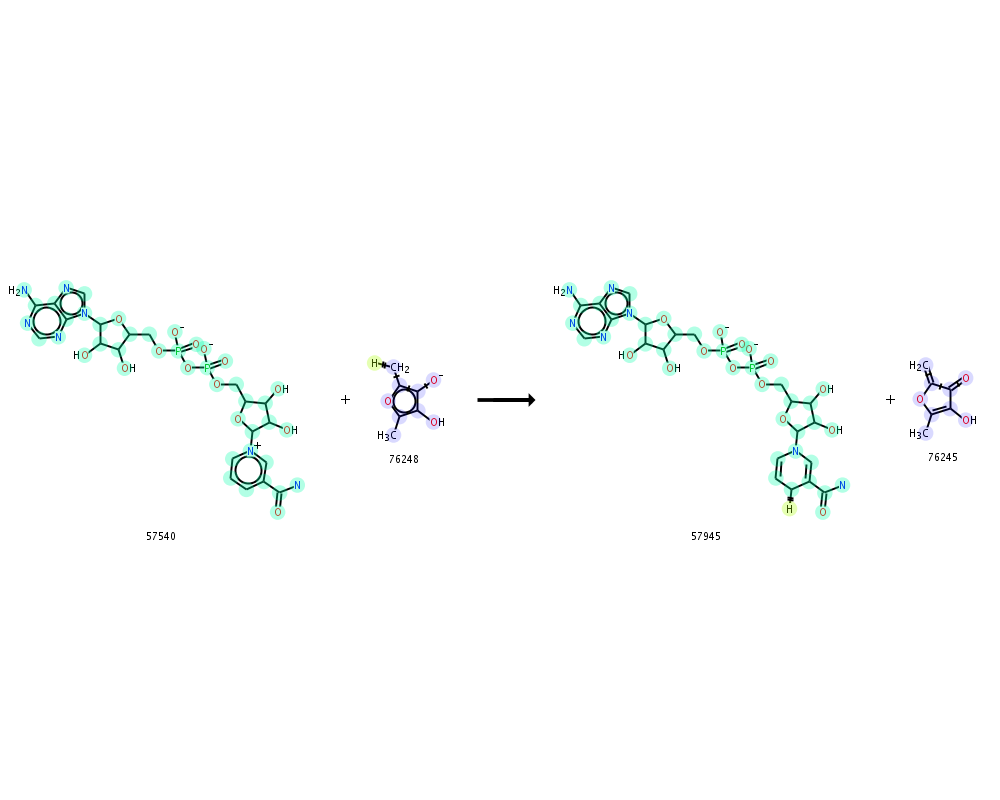 H₂N N N N N O HO OH O O⁻ P O O O⁻ P O O O OH OH N⁺ N O
57540
+
H CH₂ O⁻ O OH H₃C
76248
H₂N N N N N O HO OH O O⁻ P O O O⁻ P O O O OH OH N N O H
57945
+
H₂C O O OH H₃C
76245